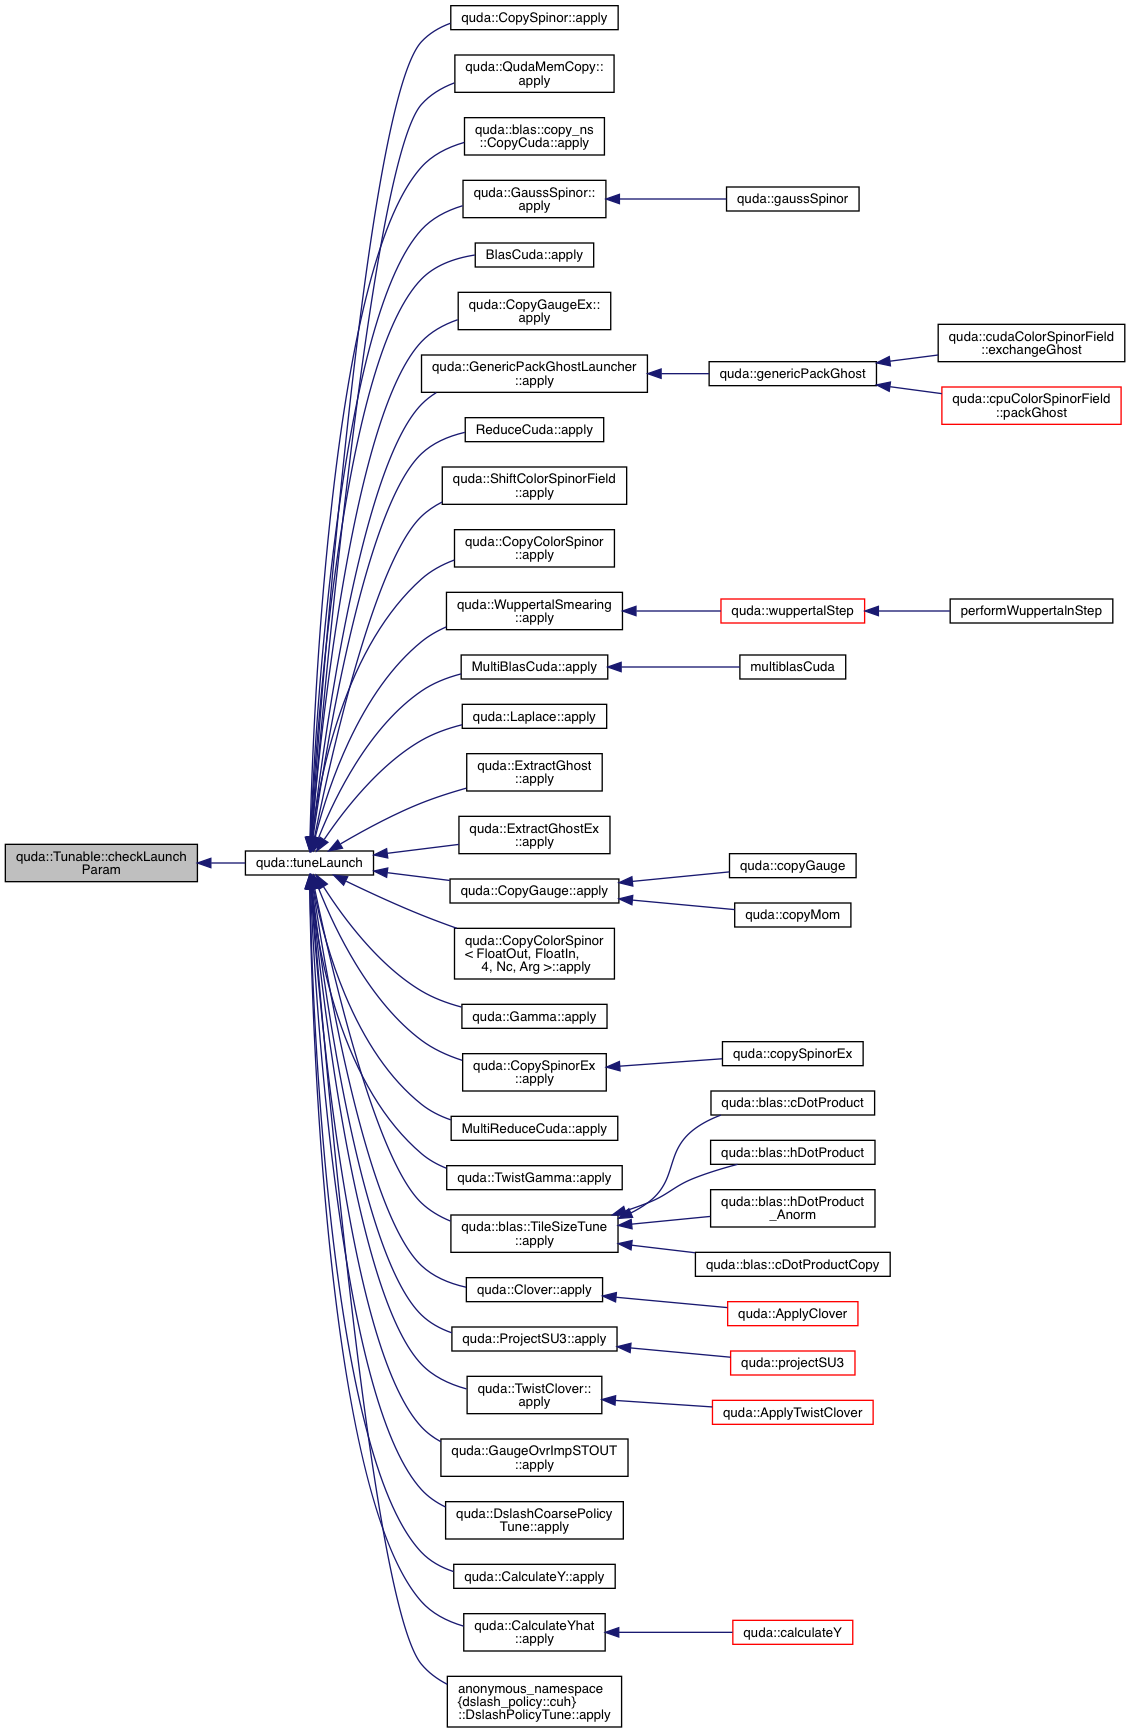 quda::CopySpinor::apply
quda::QudaMemCopy::
apply
quda::blas::copy_ns
::CopyCuda::apply
quda::GaussSpinor::
apply
quda::gaussSpinor
BlasCuda::apply
quda::CopyGaugeEx::
apply
quda::GenericPackGhostLauncher
::apply
quda::genericPackGhost
quda::cudaColorSpinorField
::exchangeGhost
quda::cpuColorSpinorField
::packGhost
ReduceCuda::apply
quda::ShiftColorSpinorField
::apply
quda::CopyColorSpinor
::apply
quda::WuppertalSmearing
::apply
quda::wuppertalStep
performWuppertalnStep
MultiBlasCuda::apply
multiblasCuda
quda::Laplace::apply
quda::ExtractGhost
::apply
quda::ExtractGhostEx
::apply
quda::Tunable::checkLaunch
Param
quda::tuneLaunch
quda::CopyGauge::apply
quda::copyGauge
quda::copyMom
quda::CopyColorSpinor
< FloatOut, FloatIn,
4, Nc, Arg >::apply
quda::Gamma::apply
quda::CopySpinorEx
::apply
quda::copySpinorEx
MultiReduceCuda::apply
quda::TwistGamma::apply
quda::blas::TileSizeTune
::apply
quda::blas::cDotProduct
quda::blas::hDotProduct
quda::blas::hDotProduct
_Anorm
quda::blas::cDotProductCopy
quda::Clover::apply
quda::ApplyClover
quda::ProjectSU3::apply
quda::projectSU3
quda::TwistClover::
apply
quda::ApplyTwistClover
quda::GaugeOvrImpSTOUT
::apply
quda::DslashCoarsePolicy
Tune::apply
quda::CalculateY::apply
quda::CalculateYhat
::apply
quda::calculateY
anonymous_namespace
{dslash_policy::cuh}
::DslashPolicyTune::apply